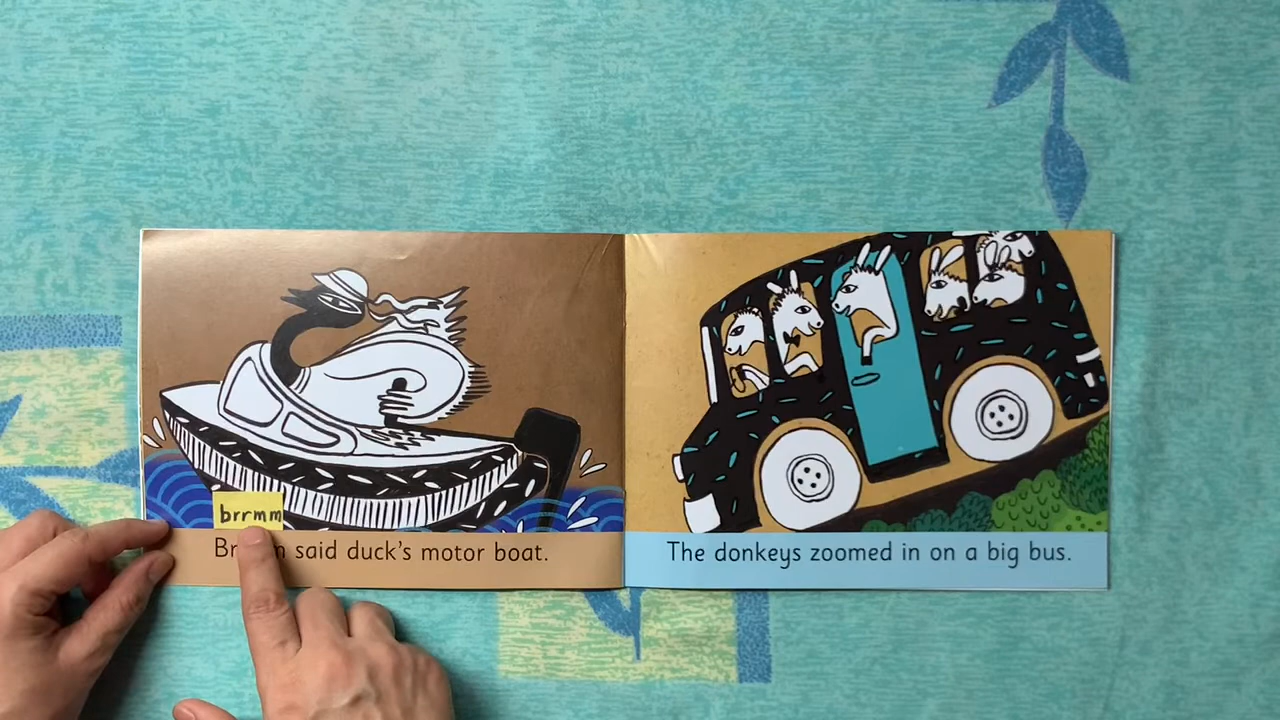 brrmm
said duck's motor boat.
The donkeys zoomed in on a big bus.